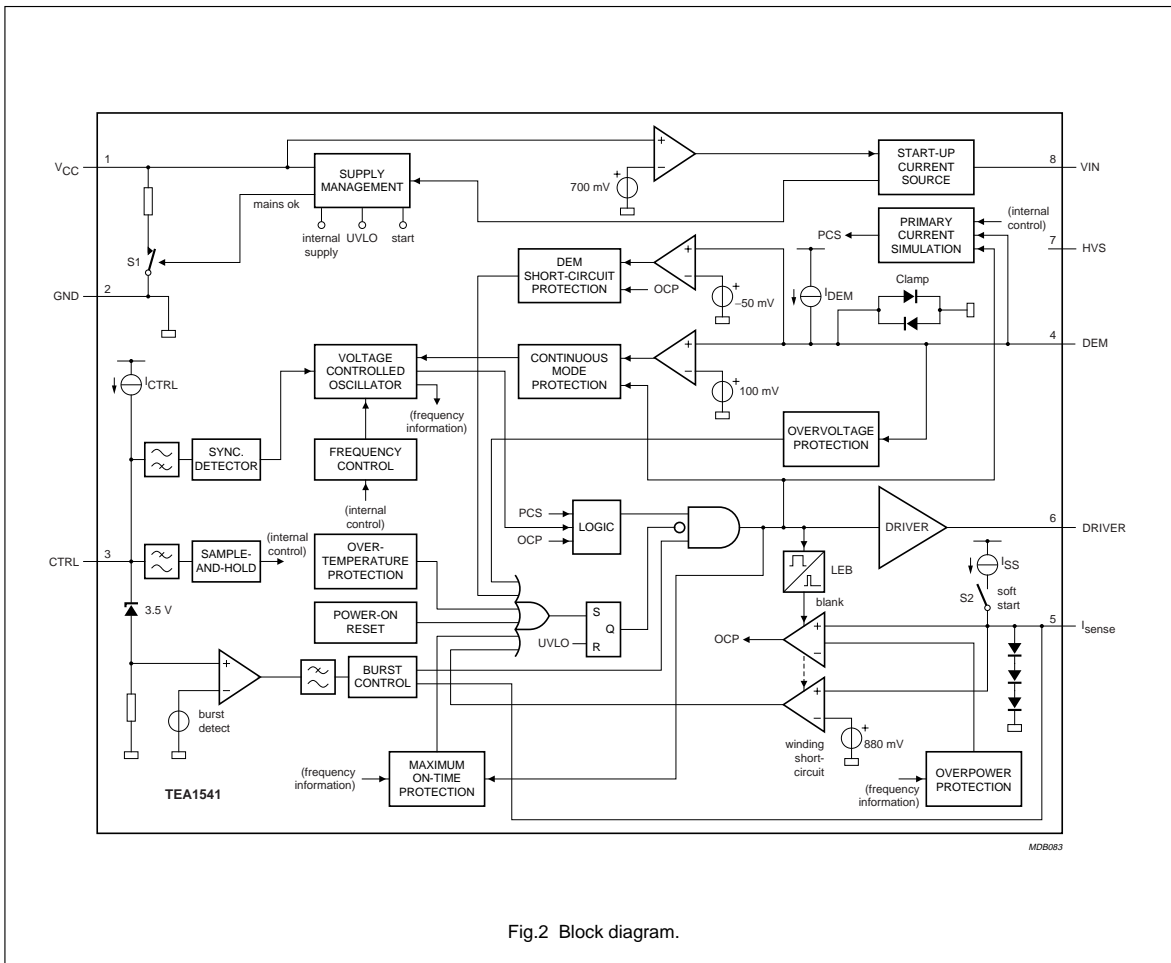 1
VCC
SUPPLY
MANAGEMENT
mains ok
internal
supply
UVLO
start
700 mV
START-UP
CURRENT
SOURCE
8
VIN
S1
GND
2
PCS
PRIMARY
CURRENT
SIMULATION
(internal
control)
7
HVS
DEM
SHORT-CIRCUIT
PROTECTION
OCP
−50 mV
IDEM
Clamp
4
DEM
ICTRL
VOLTAGE
CONTROLLED
OSCILLATOR
(frequency
information)
CONTINUOUS
MODE
PROTECTION
100 mV
OVERVOLTAGE
PROTECTION
SYNC.
DETECTOR
FREQUENCY
CONTROL
(internal
control)
PCS
OCP
LOGIC
DRIVER
6
DRIVER
CTRL
3
SAMPLE-
AND-HOLD
(internal
control)
OVER-
TEMPERATURE
PROTECTION
LEB
blank
ISS
S2
soft
start
3.5 V
POWER-ON
RESET
S
Q
R
UVLO
OCP
5
Isense
burst
detect
BURST
CONTROL
winding
short-
circuit
880 mV
(frequency
information)
MAXIMUM
ON-TIME
PROTECTION
(frequency
information)
OVERPOWER
PROTECTION
TEA1541
MDB083
Fig.2 Block diagram.